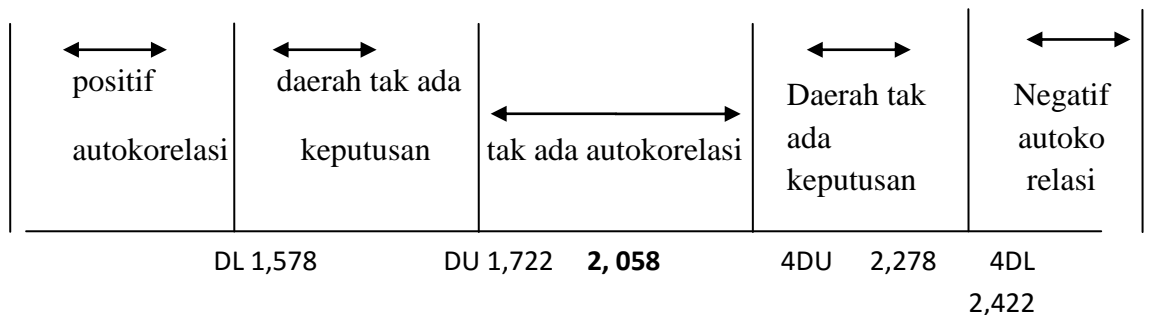 positif
autokorelasi
daerah tak ada
keputusan
tak ada autokorelasi
Daerah tak
ada
keputusan
Negatif
autoko
relasi
DL 1,578
DU 1,722
2, 058
4DU
2,278
4DL
2,422